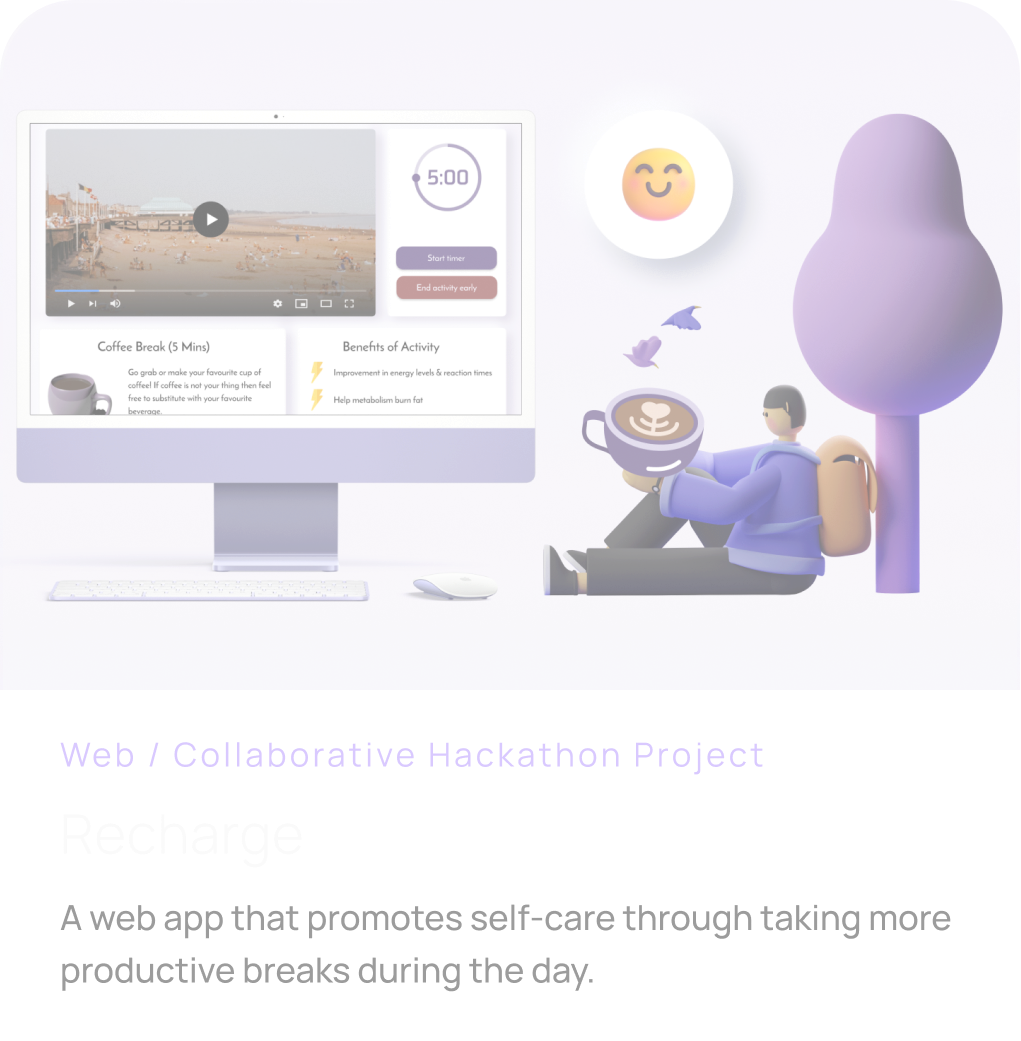 5:00
Start timer
End activity early
Coffee Break (5 Mins)
Go grab or make your favourite cup of
coffee! If coffee is not your thing then feel
free to substitute with your favourite
beverage.
Benefits of Activity
Improvement in energy levels & reaction times
Help metabolism burn fat
Web / Collaborative Hackathon Project
Recharge
A web app that promotes self-care through taking more
productive breaks during the day.